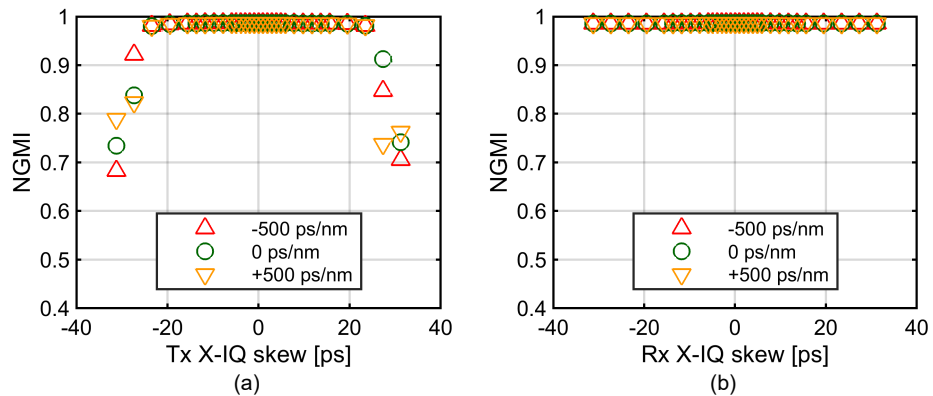 1
0.9
0.8
0.7
0.6
0.5
0.4
NGMI
-40
-20
0
20
40
Tx X-IQ skew [ps]
-500 ps/nm
0 ps/nm
+500 ps/nm
(a)
1
0.9
0.8
0.7
0.6
0.5
0.4
NGMI
-40
-20
0
20
40
Rx X-IQ skew [ps]
-500 ps/nm
0 ps/nm
+500 ps/nm
(b)